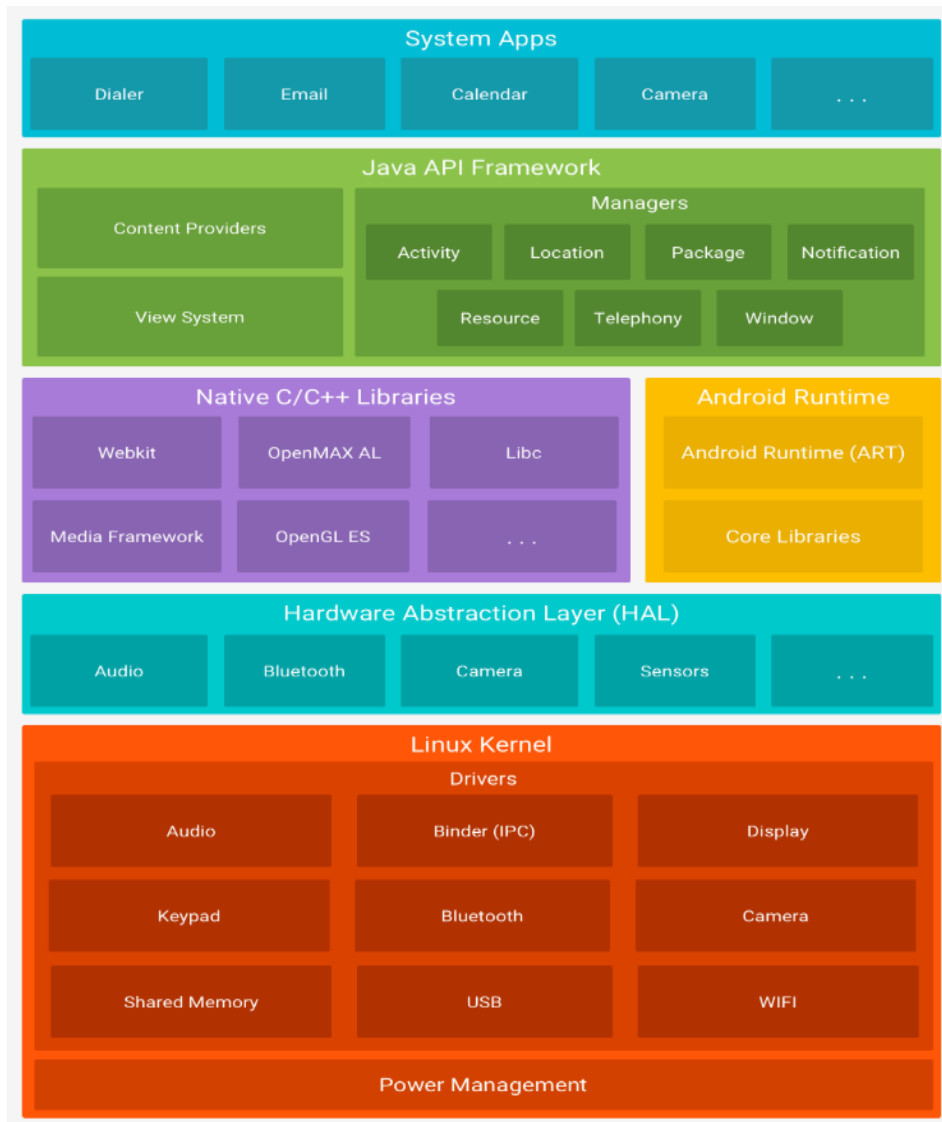 System Apps
Dialer Email Calendar Camera . . .
Java API Framework
Content Providers
View System
Managers
Activity Location Package Notification
Resource Telephony Window
Native C/C++ Libraries
Webkit OpenMAX AL Libc
Media Framework OpenGL ES . . .
Android Runtime
Android Runtime (ART)
Core Libraries
Hardware Abstraction Layer (HAL)
Audio Bluetooth Camera Sensors . . .
Linux Kernel
Drivers
Audio Binder (IPC) Display
Keypad Bluetooth Camera
Shared Memory USB WIFI
Power Management